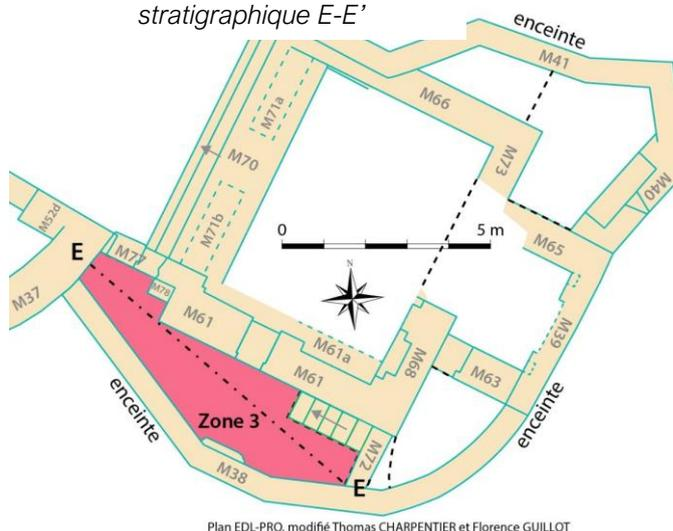 stratigraphique E-E’
enceinte
M41
M66
M71a
M70
M73
M40
M52d
M71b
0
5 m
M65
E
M77
N
M78
M37
M61
M61a
M68
M39
M61
M63
enceinte
Zone 3
M72
enceinte
M38
E
Plan EDL-PRO, modifié Thomas CHARPENTIER et Florence GUILLOT